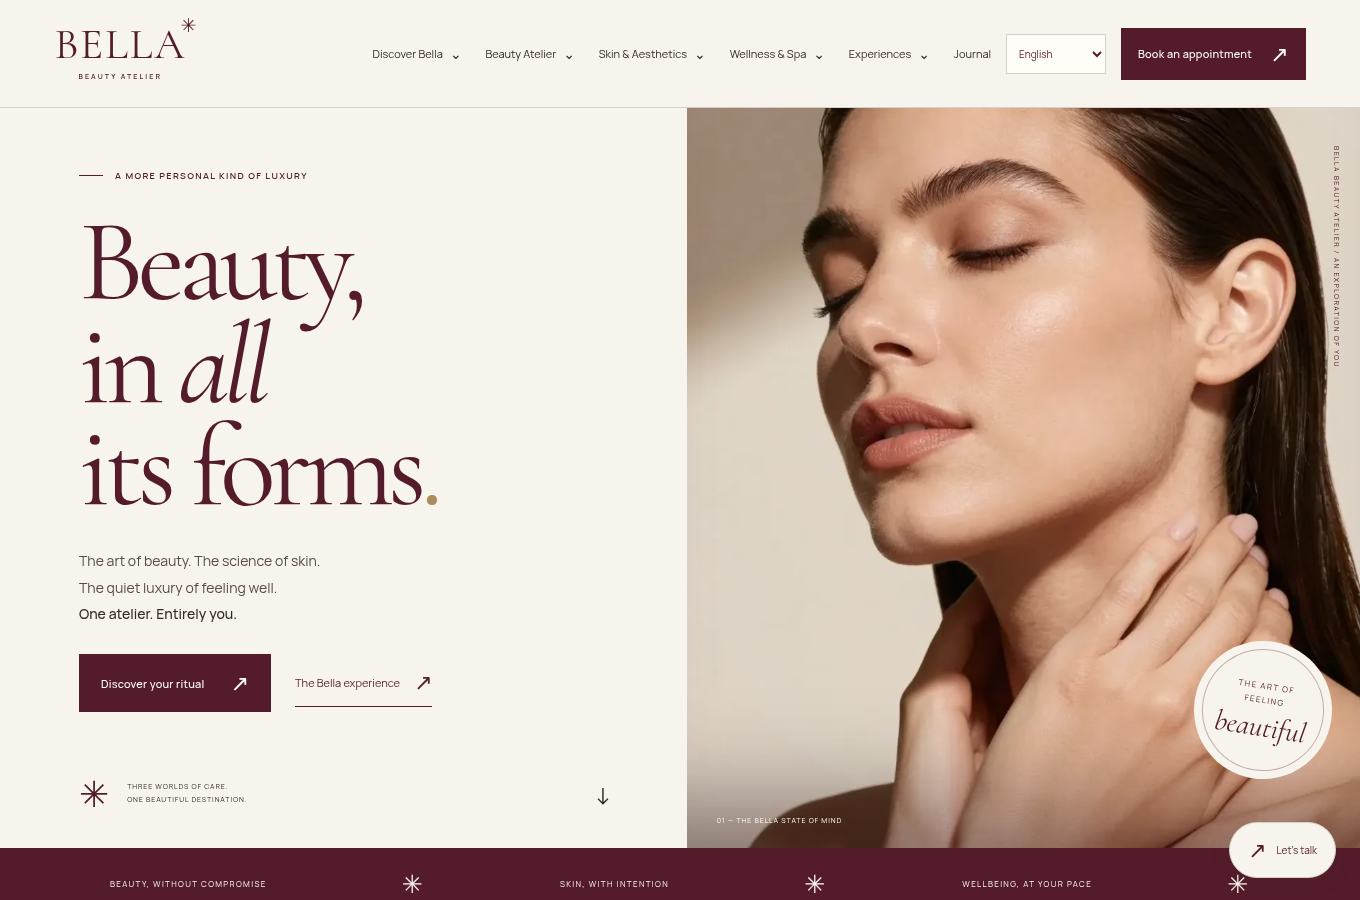 BELLA
BEAUTY ATELIER
Discover Bella
Beauty Atelier
Skin & Aesthetics
Wellness & Spa
Experiences
Journal
English
Book an appointment
A MORE PERSONAL KIND OF LUXURY
Beauty,
in all
its forms.
The art of beauty. The science of skin.
The quiet luxury of feeling well.
One atelier. Entirely you.
Discover your ritual
The Bella experience
THREE WORLDS OF CARE.
ONE BEAUTIFUL DESTINATION.
BELLA BEAUTY ATELIER / AN EXPLORATION OF YOU
THE ART OF
FEELING
beautiful
01 — THE BELLA STATE OF MIND
Let's talk
BEAUTY, WITHOUT COMPROMISE
SKIN, WITH INTENTION
WELLBEING, AT YOUR PACE